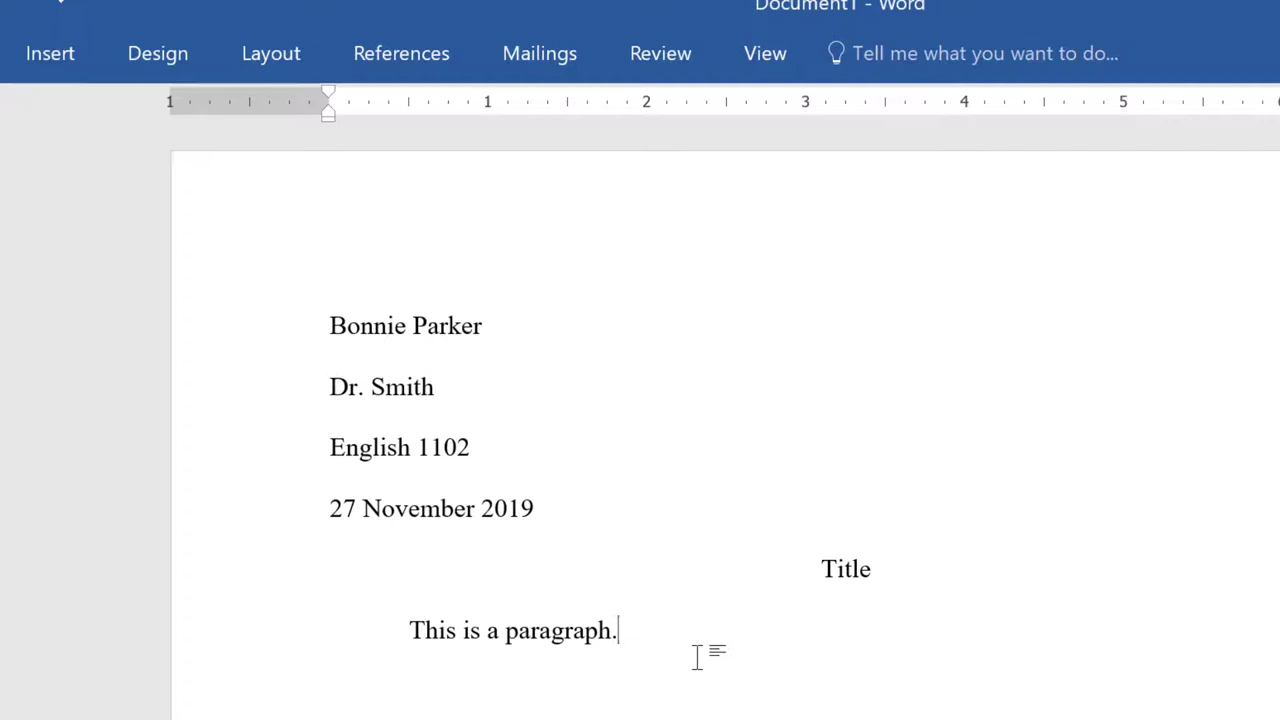 Document1 - Word
Insert Design Layout References Mailings Review View Tell me what you want to do...
1 1 2 3 4 5
Bonnie Parker
Dr. Smith
English 1102
27 November 2019
Title
This is a paragraph.